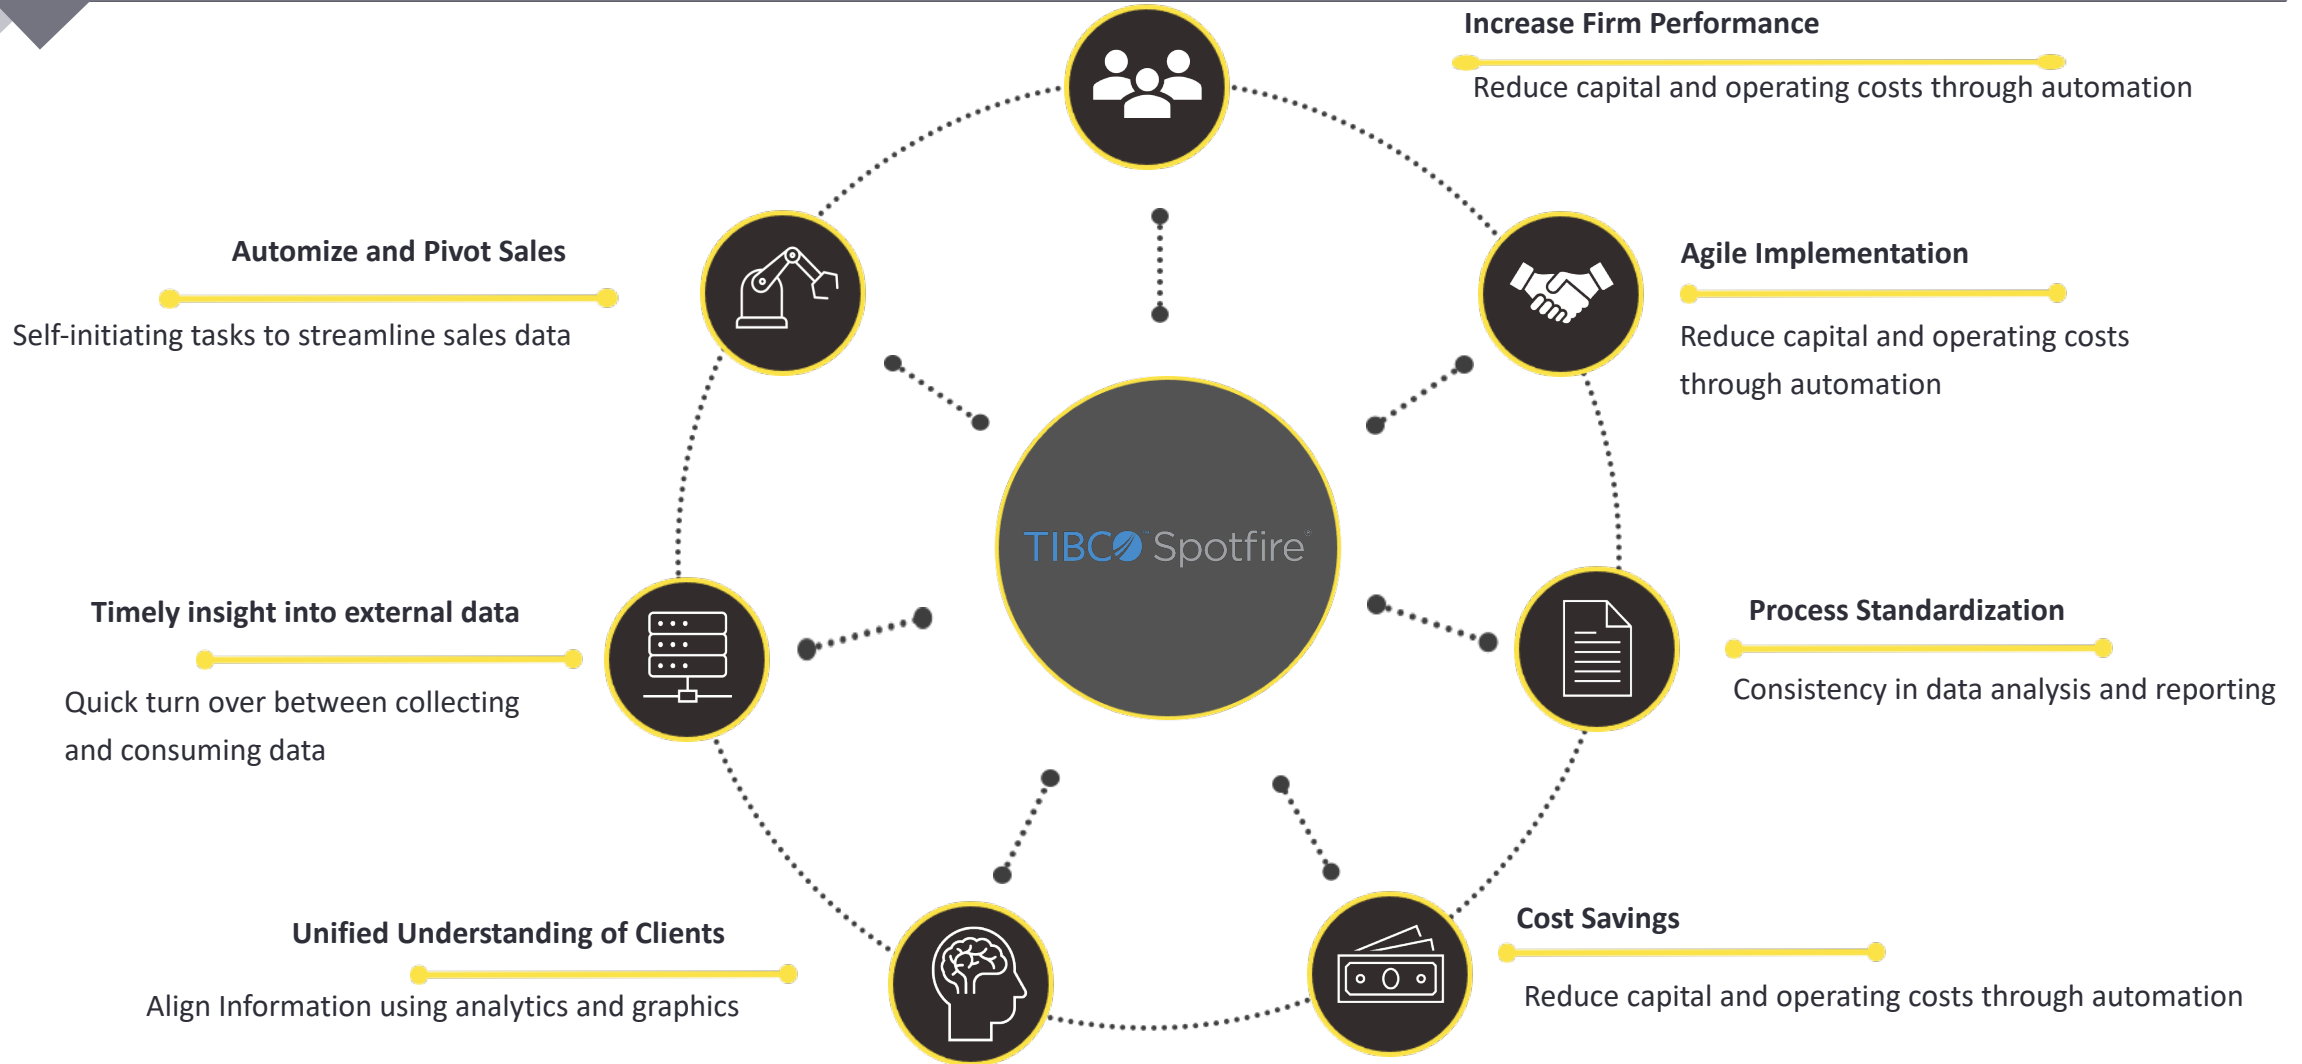 Increase Firm Performance
Reduce capital and operating costs through automation
Automize and Pivot Sales
Self-initiating tasks to streamline sales data
Agile Implementation
Reduce capital and operating costs
through automation
TIBCO™ Spotfire®
Timely insight into external data
Quick turn over between collecting
and consuming data
Process Standardization
Consistency in data analysis and reporting
Unified Understanding of Clients
Align Information using analytics and graphics
Cost Savings
Reduce capital and operating costs through automation